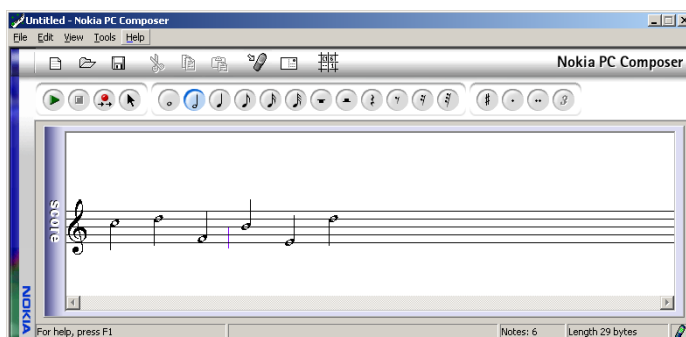 Untitled - Nokia PC Composer
File Edit View Tools Help
Nokia PC Composer
3
score
NOKIA
For help, press F1
Notes: 6
Length 29 bytes